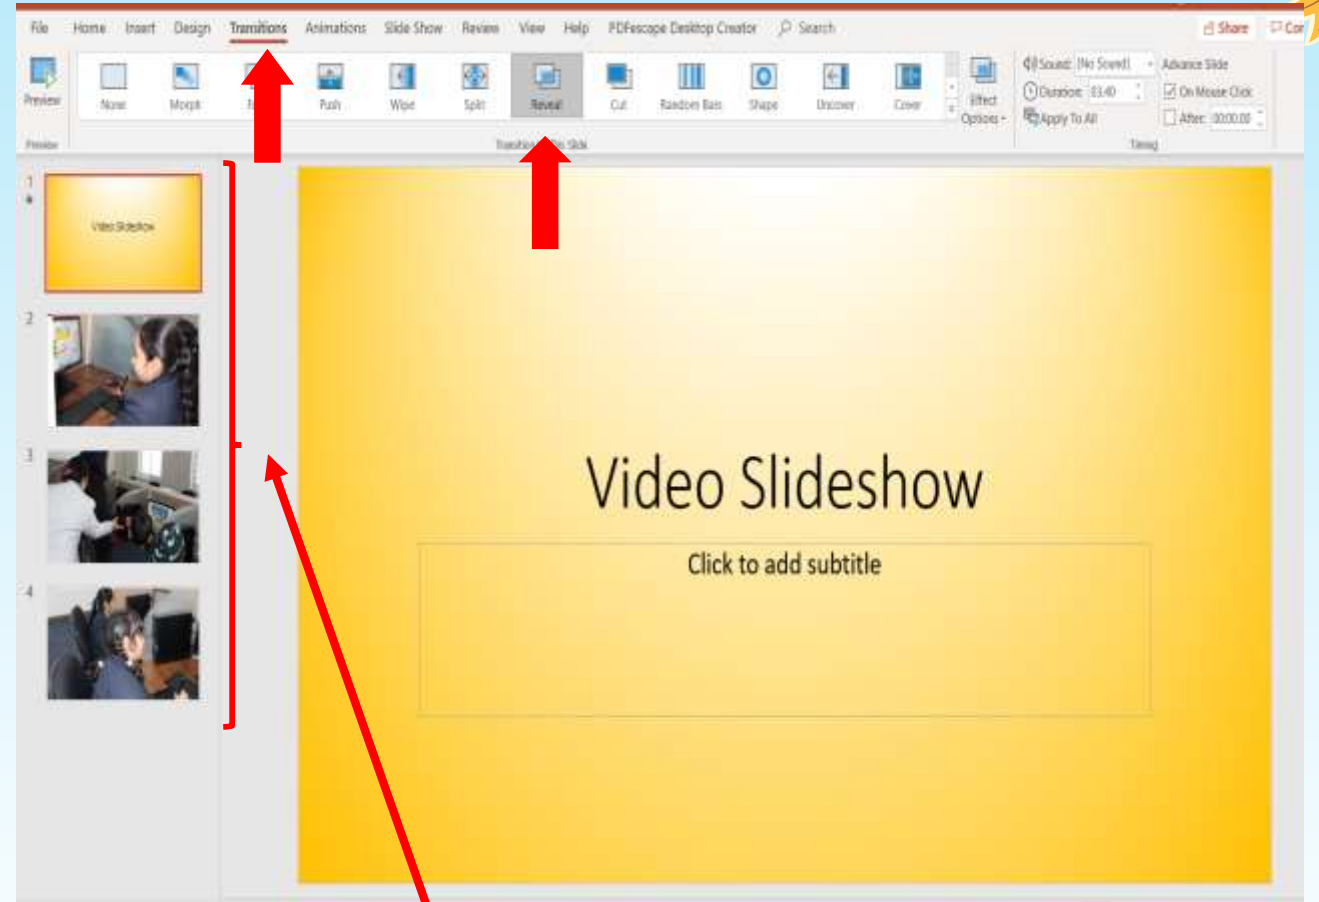 File Home Insert Design Transitions Animations Slide Show Review View Help PDFescape Desktop Creator Search Share
Preview None Morph Push Wipe Split Reveal Cut Random Bars Shape Uncover Cover Effect Options
Sound: [No Sound] Advance Slide
Duration: 03.40 On Mouse Click
Apply To All After: 00:00.00
Preview Slide Timing
1
Video Slideshow
2
3
4
Video Slideshow
Click to add subtitle